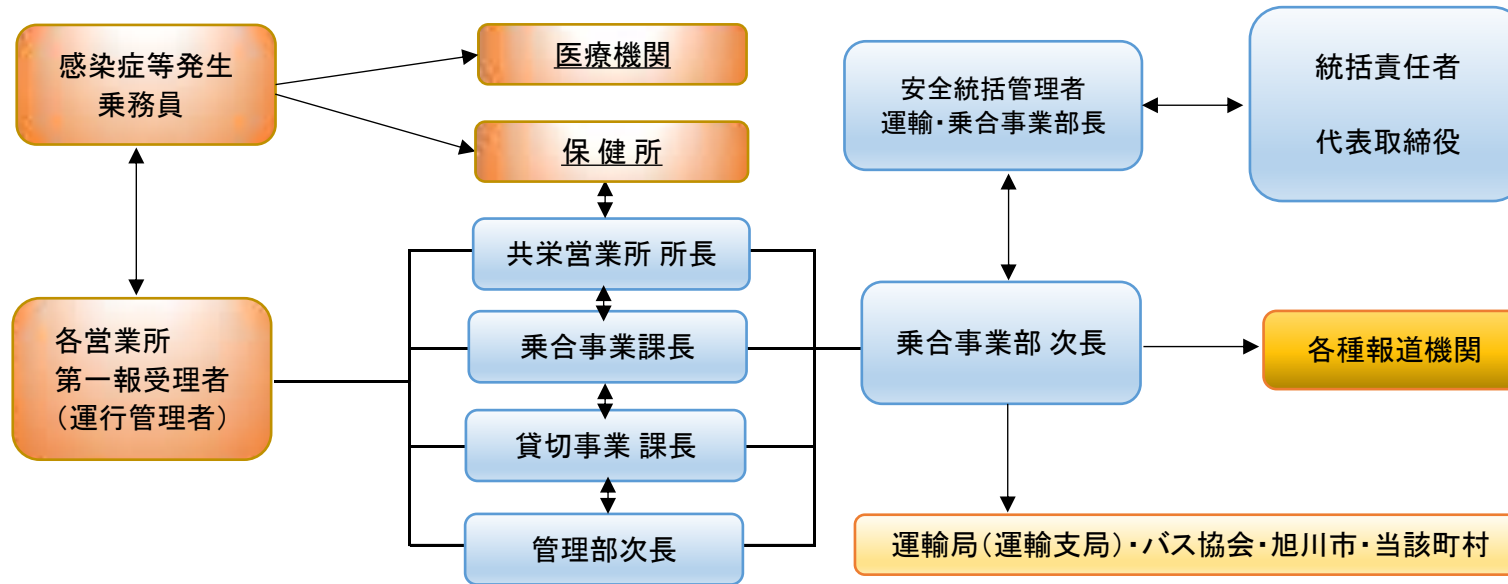 感染症等発生
乗務員
医療機関
保 健 所
安全統括管理者
運輸・乗合事業部長
統括責任者
代表取締役
各営業所
第一報受理者
（運行管理者）
共栄営業所 所長
乗合事業課長
貸切事業 課長
管理部次長
乗合事業部 次長
各種報道機関
運輸局（運輸支局）・バス協会・旭川市・当該町村